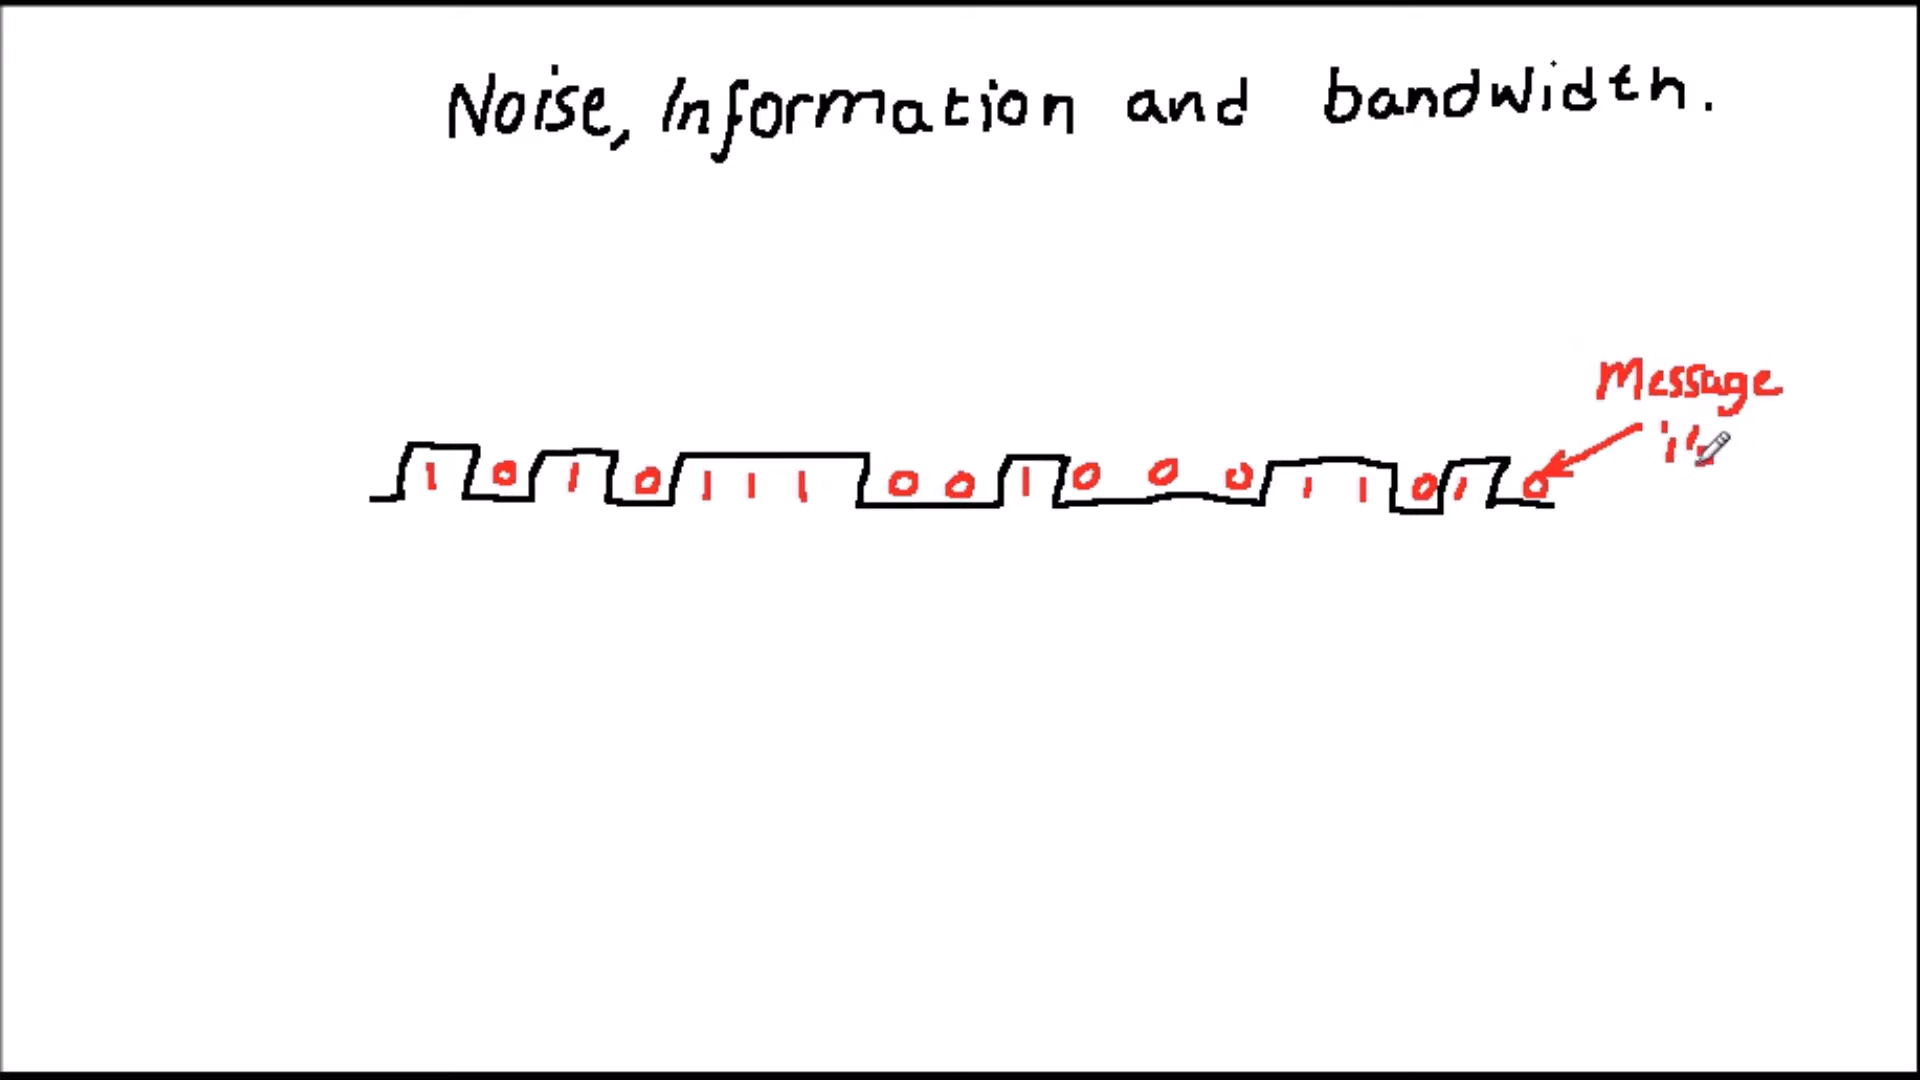 Noise, Information and bandwidth.
Message
1 0 1 0 1 1 1 0 0 1 0 0 0 1 1 0 1 0